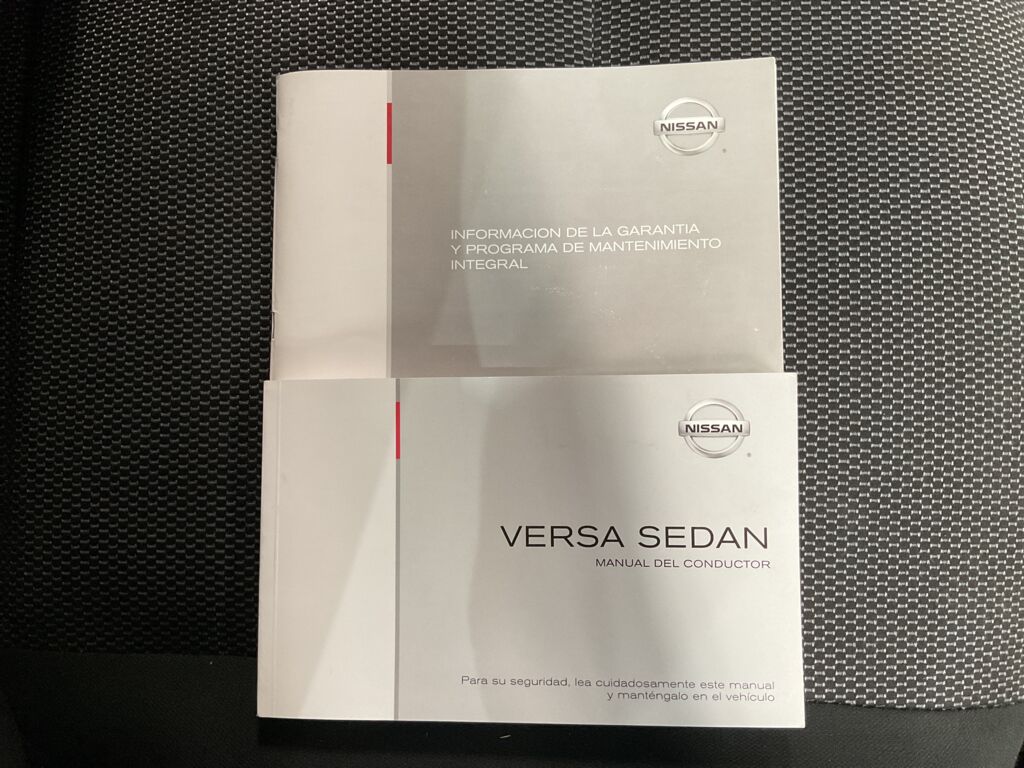 NISSAN
INFORMACION DE LA GARANTIA
Y PROGRAMA DE MANTENIMIENTO
INTEGRAL
NISSAN
VERSA SEDAN
MANUAL DEL CONDUCTOR
Para su seguridad, lea cuidadosamente este manual
y manténgalo en el vehículo